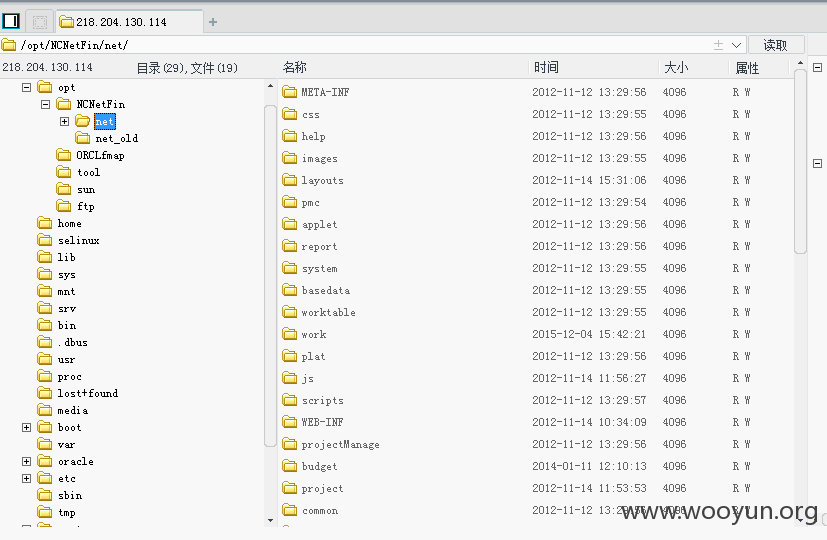 218.204.130.114
/opt/NCNetFin/net/
读取
218.204.130.114 目录(29),文件(19)
名称 时间 大小 属性
opt
NCNetFin
net
net_old
ORCLfmap
tool
sun
ftp
home
selinux
lib
sys
mnt
srv
bin
.dbus
usr
proc
lost+found
media
boot
var
oracle
etc
sbin
tmp
META-INF 2012-11-12 13:29:56 4096 R W
css 2012-11-12 13:29:55 4096 R W
help 2012-11-12 13:29:56 4096 R W
images 2012-11-12 13:29:55 4096 R W
layouts 2012-11-14 15:31:06 4096 R W
pmc 2012-11-12 13:29:54 4096 R W
applet 2012-11-12 13:29:56 4096 R W
report 2012-11-12 13:29:56 4096 R W
system 2012-11-12 13:29:55 4096 R W
basedata 2012-11-12 13:29:55 4096 R W
worktable 2012-11-12 13:29:55 4096 R W
work 2015-12-04 15:42:21 4096 R W
plat 2012-11-12 13:29:56 4096 R W
js 2012-11-14 11:56:27 4096 R W
scripts 2012-11-12 13:29:57 4096 R W
WEB-INF 2012-11-14 10:34:09 4096 R W
projectManage 2012-11-12 13:29:56 4096 R W
budget 2014-01-11 12:10:13 4096 R W
project 2012-11-14 11:53:53 4096 R W
common 2012-11-12 13:29:56 4096 R W
www.wooyun.org